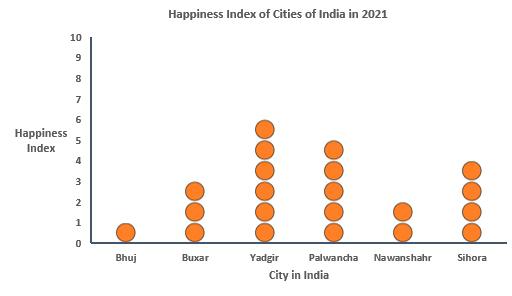 Happiness Index of Cities of India in 2021
10
9
8
7
6
5
4
3
2
1
0
Happiness
Index
Bhuj Buxar Yadgir Palwancha Nawanshahr Sihora
City in India